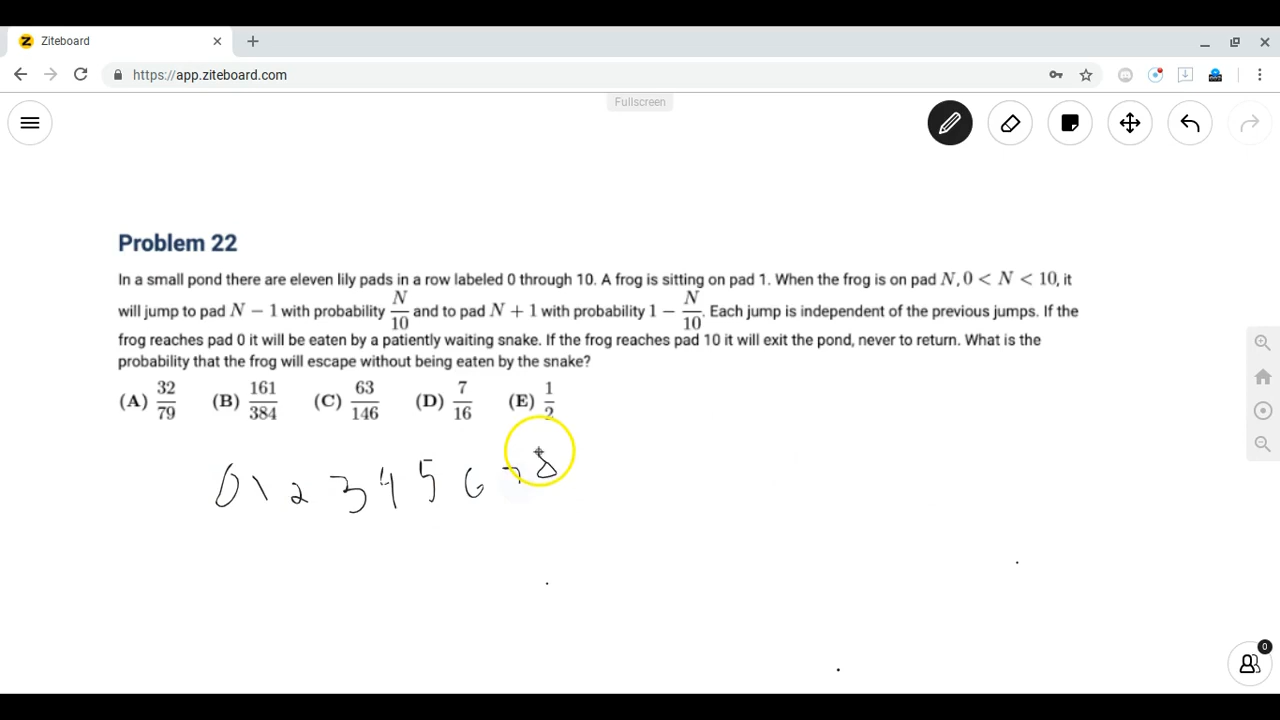 Ziteboard
https://app.ziteboard.com
Fullscreen
Problem 22
In a small pond there are eleven lily pads in a row labeled 0 through 10. A frog is sitting on pad 1. When the frog is on pad N, 0 < N < 10, it
will jump to pad N − 1 with probability N/10 and to pad N + 1 with probability 1 − N/10. Each jump is independent of the previous jumps. If the
frog reaches pad 0 it will be eaten by a patiently waiting snake. If the frog reaches pad 10 it will exit the pond, never to return. What is the
probability that the frog will escape without being eaten by the snake?
(A) 32/79 (B) 161/384 (C) 63/146 (D) 7/16 (E) 1/2
0 1 2 3 4 5 6 7 8
0